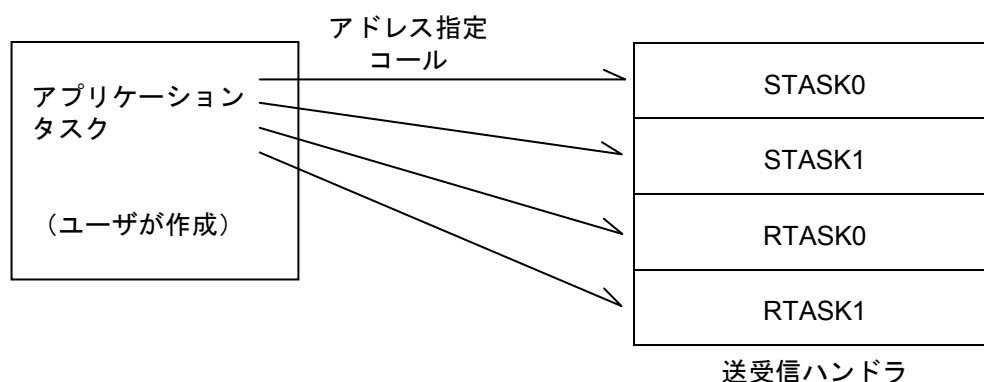 アドレス指定
コール
アプリケーション
タスク
（ユーザが作成）
STASK0
STASK1
RTASK0
RTASK1
送受信ハンドラ